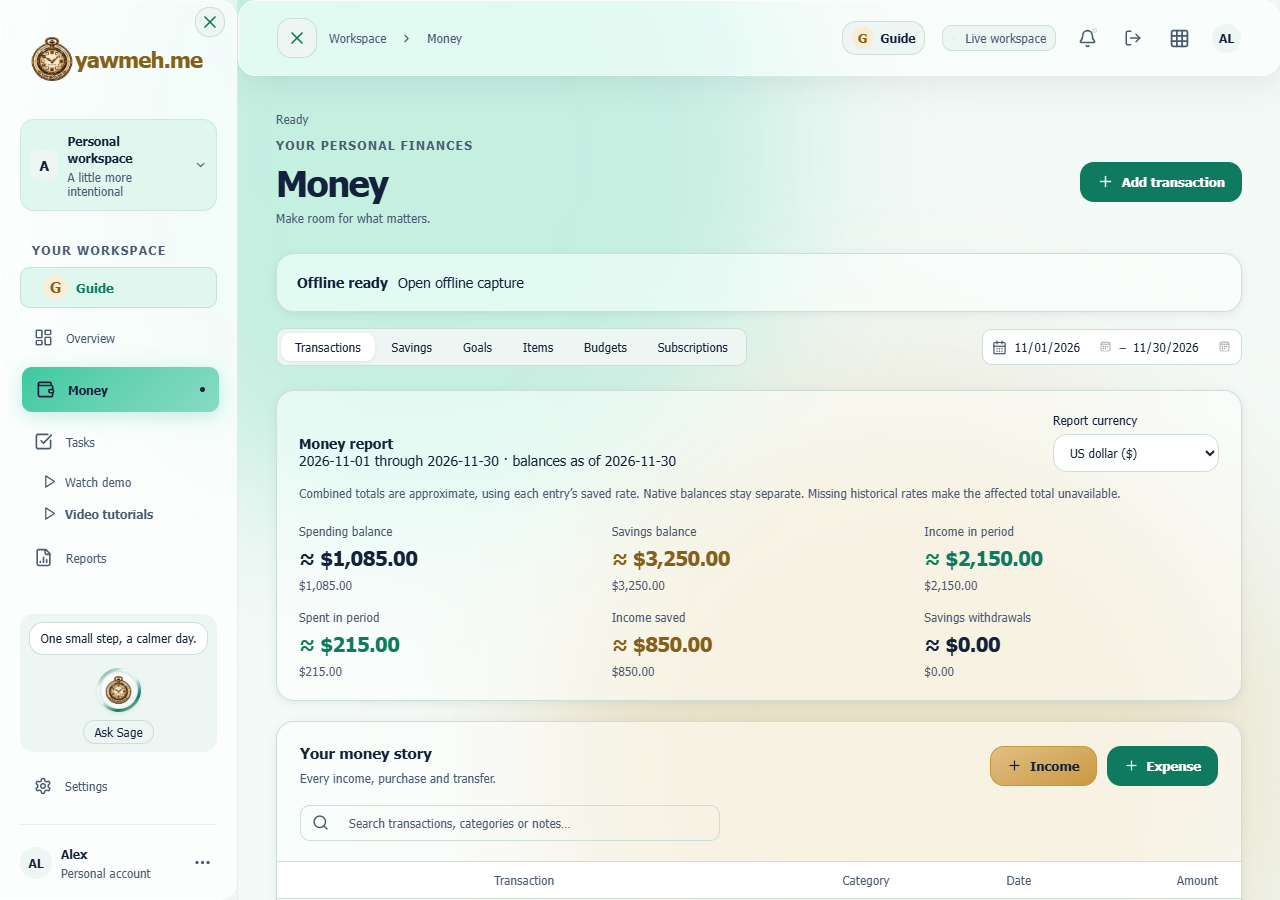 yawmeh.me
A
Personal
workspace
A little more
intentional
YOUR WORKSPACE
G Guide
Overview
Money
Tasks
Watch demo
Video tutorials
Reports
One small step, a calmer day.
Ask Sage
Settings
AL
Alex
Personal account
Workspace > Money
G Guide
Live workspace
AL
Ready
YOUR PERSONAL FINANCES
Money
Make room for what matters.
+ Add transaction
Offline ready Open offline capture
Transactions Savings Goals Items Budgets Subscriptions
11/01/2026 – 11/30/2026
Report currency
US dollar ($)
Money report
2026-11-01 through 2026-11-30 · balances as of 2026-11-30
Combined totals are approximate, using each entry’s saved rate. Native balances stay separate. Missing historical rates make the affected total unavailable.
Spending balance Savings balance Income in period
≈ $1,085.00 ≈ $3,250.00 ≈ $2,150.00
$1,085.00 $3,250.00 $2,150.00
Spent in period Income saved Savings withdrawals
≈ $215.00 ≈ $850.00 ≈ $0.00
$215.00 $850.00 $0.00
Your money story
Every income, purchase and transfer.
+ Income + Expense
Search transactions, categories or notes…
Transaction Category Date Amount